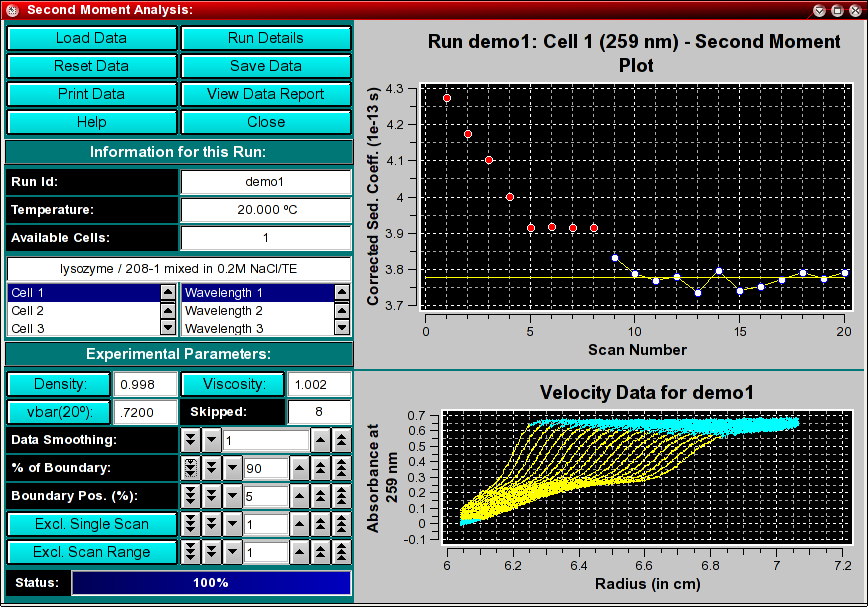 Second Moment Analysis:
Load Data
Run Details
Reset Data
Save Data
Print Data
View Data Report
Help
Close
Information for this Run:
Run Id:
demo1
Temperature:
20.000 ºC
Available Cells:
1
lysozyme / 208-1 mixed in 0.2M NaCl/TE
Cell 1
Cell 2
Cell 3
Wavelength 1
Wavelength 2
Wavelength 3
Experimental Parameters:
Density:
0.998
Viscosity:
1.002
vbar(20º):
.7200
Skipped:
8
Data Smoothing:
1
% of Boundary:
90
Boundary Pos. (%):
5
Excl. Single Scan
1
Excl. Scan Range
1
Status:
100%
Run demo1: Cell 1 (259 nm) - Second Moment
Plot
Corrected Sed. Coeff. (1e-13 s)
4.3
4.2
4.1
4
3.9
3.8
3.7
0
5
10
15
20
Scan Number
Velocity Data for demo1
Absorbance at
259 nm
0.7
0.6
0.5
0.4
0.3
0.2
0.1
0
-0.1
6
6.2
6.4
6.6
6.8
7
7.2
Radius (in cm)